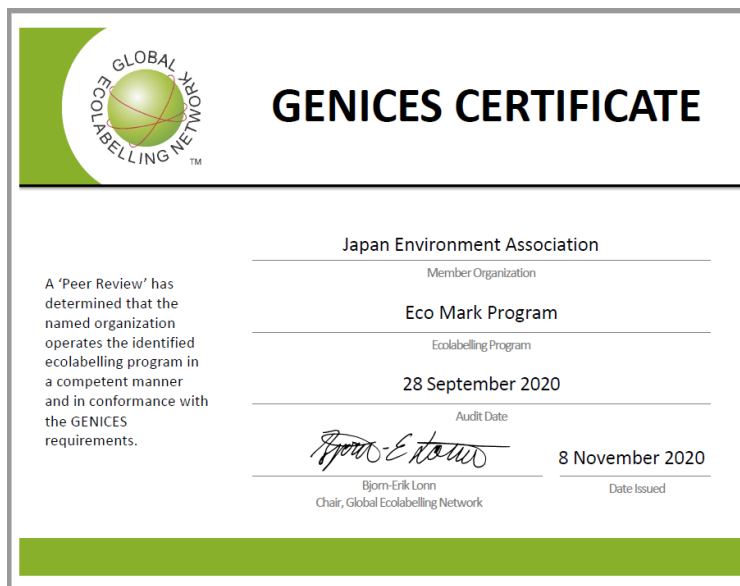 GLOBAL
ECOLABELLING NETWORK
TM
GENICES CERTIFICATE
A ‘Peer Review’ has
determined that the
named organization
operates the identified
ecolabelling program in
a competent manner
and in conformance with
the GENICES
requirements.
Japan Environment Association
Member Organization
Eco Mark Program
Ecolabelling Program
28 September 2020
Audit Date
Bjorn-Erik Lonn
Chair, Global Ecolabelling Network
8 November 2020
Date Issued